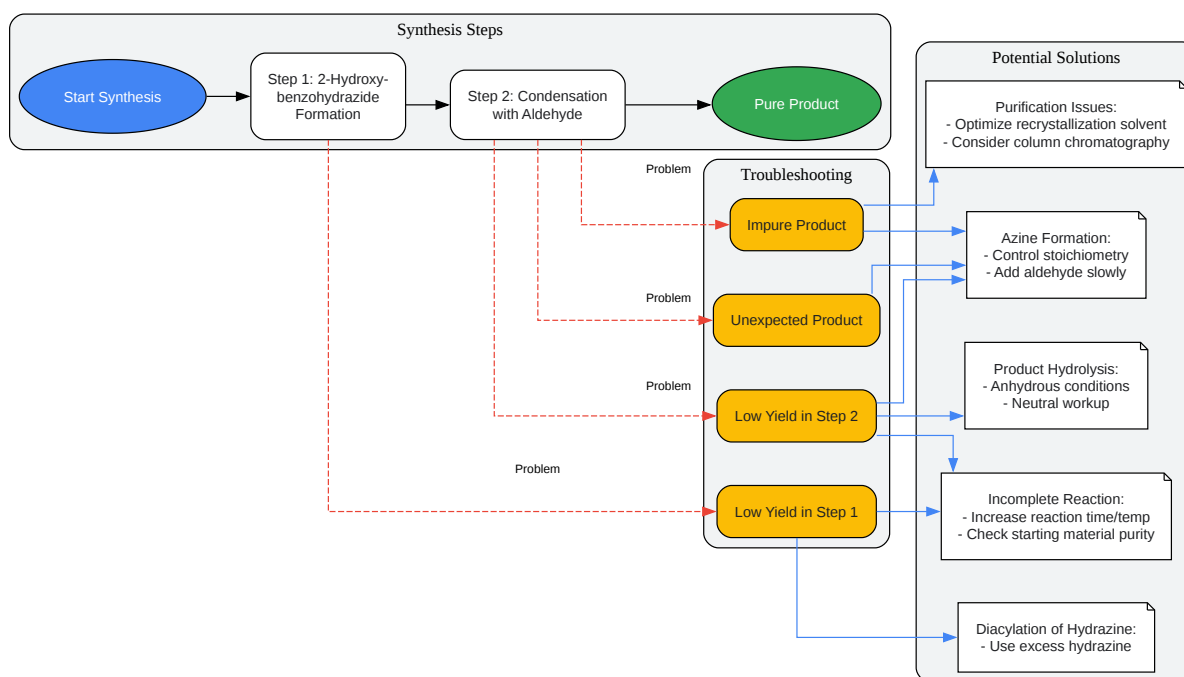 Synthesis Steps
Start Synthesis
Step 1: 2-Hydroxy-
benzohydrazide
Formation
Step 2: Condensation
with Aldehyde
Pure Product
Potential Solutions
Purification Issues:
- Optimize recrystallization solvent
- Consider column chromatography
Problem
Troubleshooting
Impure Product
Azine Formation:
- Control stoichiometry
- Add aldehyde slowly
Problem
Unexpected Product
Problem
Low Yield in Step 2
Product Hydrolysis:
- Anhydrous conditions
- Neutral workup
Problem
Low Yield in Step 1
Incomplete Reaction:
- Increase reaction time/temp
- Check starting material purity
Diacylation of Hydrazine:
- Use excess hydrazine